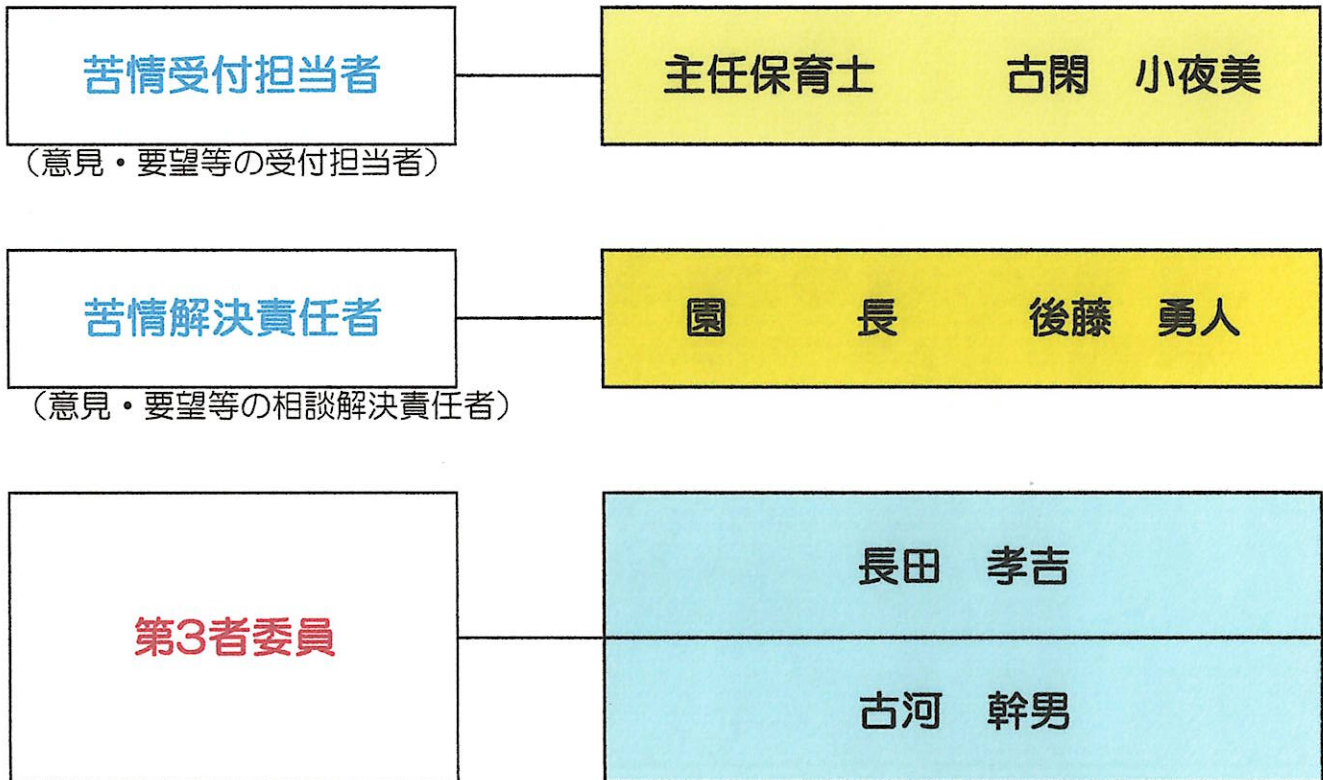 苦情受付担当者
主任保育士　古閑　小夜美
（意見・要望等の受付担当者）
苦情解決責任者
園　長　後藤　勇人
（意見・要望等の相談解決責任者）
第3者委員
長田　孝吉
古河　幹男